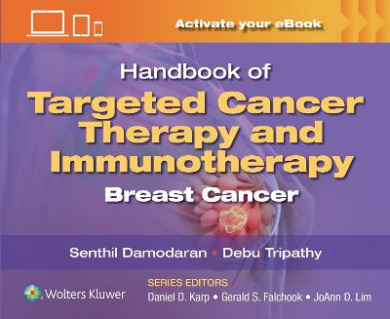 Activate your eBook
Handbook of
Targeted Cancer
Therapy and
Immunotherapy
Breast Cancer
Senthil Damodaran • Debu Tripathy
Wolters Kluwer
SERIES EDITORS
Daniel D. Karp • Gerald S. Falchook • JoAnn D. Lim